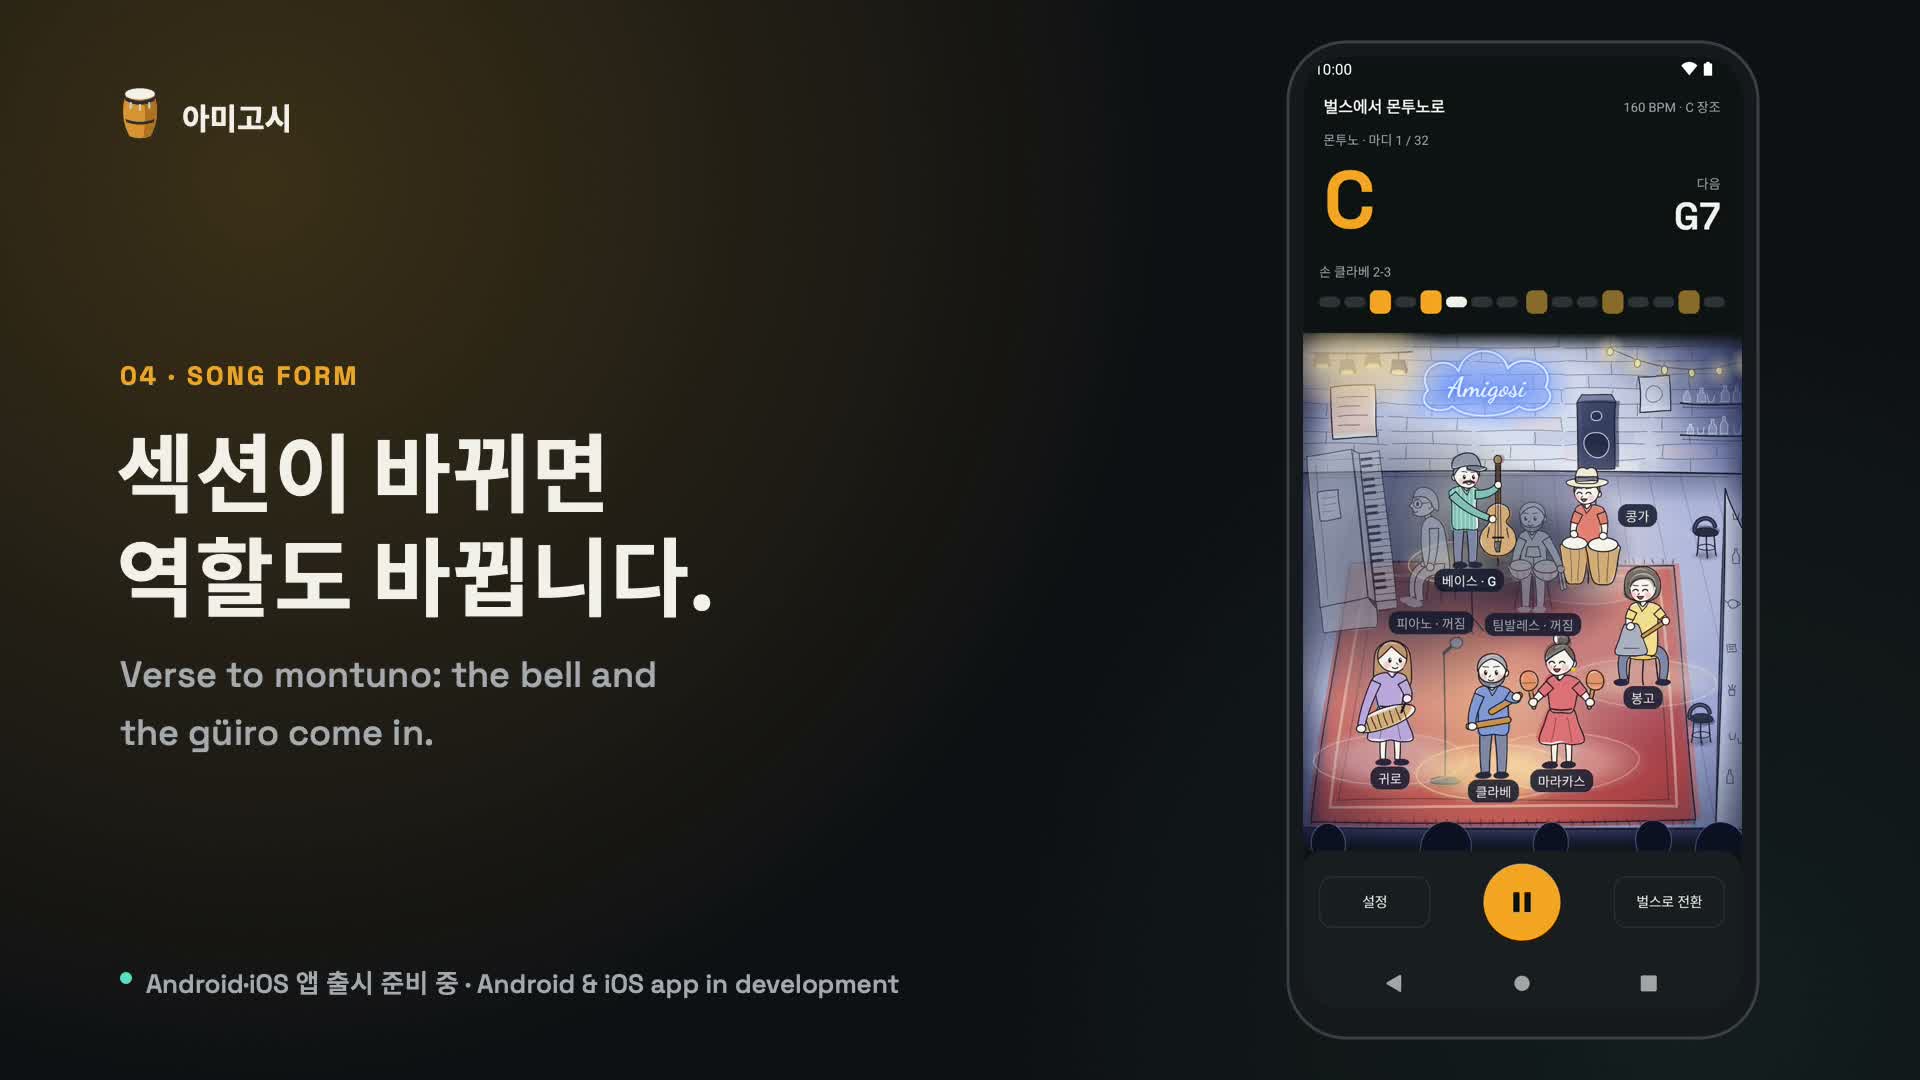 아미고시
04 · SONG FORM
섹션이 바뀌면
역할도 바뀝니다.
Verse to montuno: the bell and
the güiro come in.
Android·iOS 앱 출시 준비 중 · Android & iOS app in development
10:00
벌스에서 몬투노로
160 BPM · C 장조
몬투노 · 마디 1 / 32
C
다음
G7
손 클라베 2-3
Amigosi
콩가
베이스 · G
피아노 · 꺼짐
팀발레스 · 꺼짐
봉고
귀로
클라베
마라카스
설정
벌스로 전환